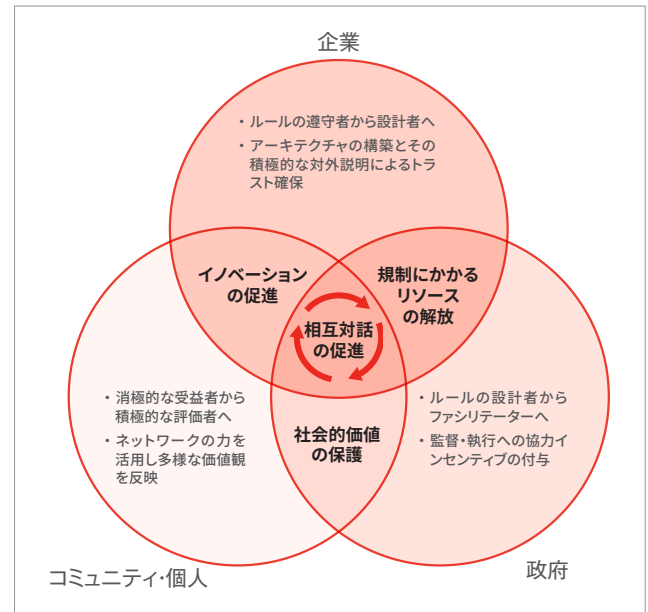 企業
・ルールの遵守者から設計者へ
・アーキテクチャの構築とその
積極的な対外説明によるトラ
スト確保
イノベーション
の促進
規制にかかる
リソース
の解放
相互対話
の促進
・消極的な受益者から
積極的な評価者へ
・ネットワークの力を
活用し多様な価値観
を反映
・ルールの設計者から
ファシリテーターへ
・監督・執行への協力イ
ンセンティブの付与
社会的価値
の保護
コミュニティ・個人
政府